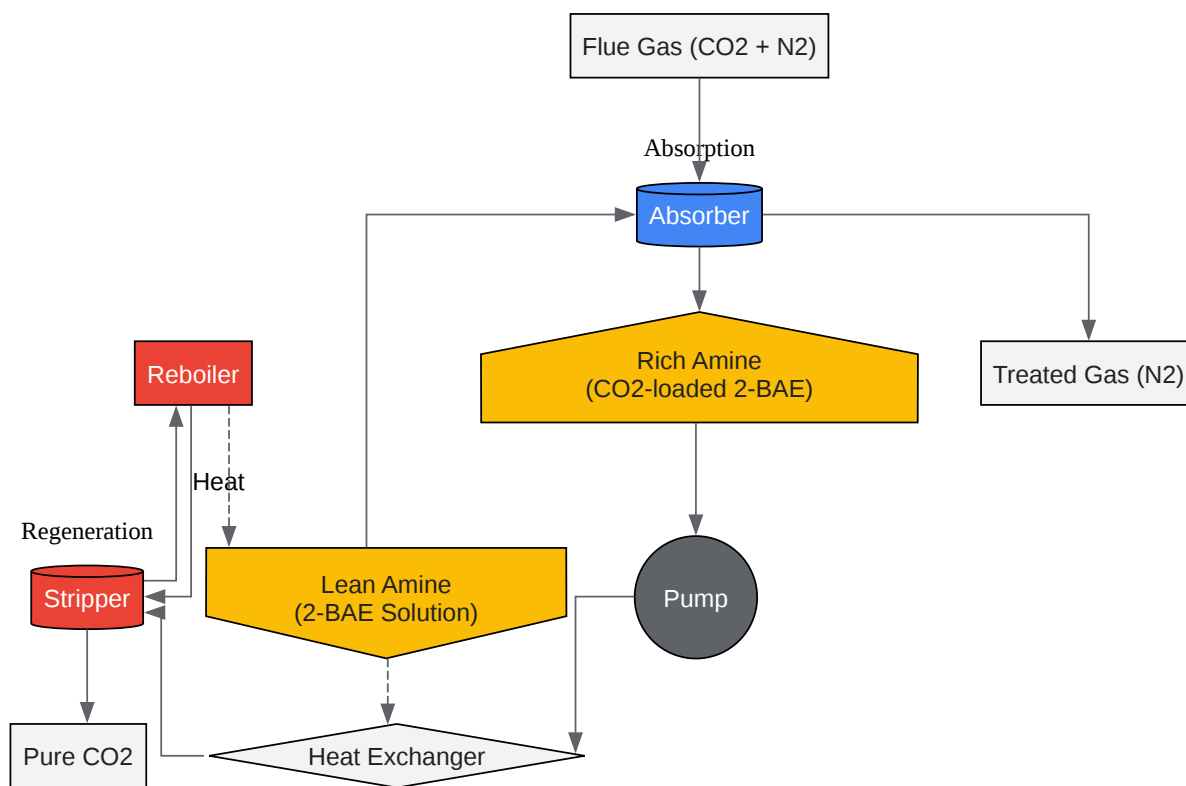 Flue Gas (CO2 + N2)
Absorption
Absorber
Reboiler
Rich Amine
(CO2-loaded 2-BAE)
Treated Gas (N2)
Heat
Regeneration
Stripper
Lean Amine
(2-BAE Solution)
Pump
Pure CO2
Heat Exchanger